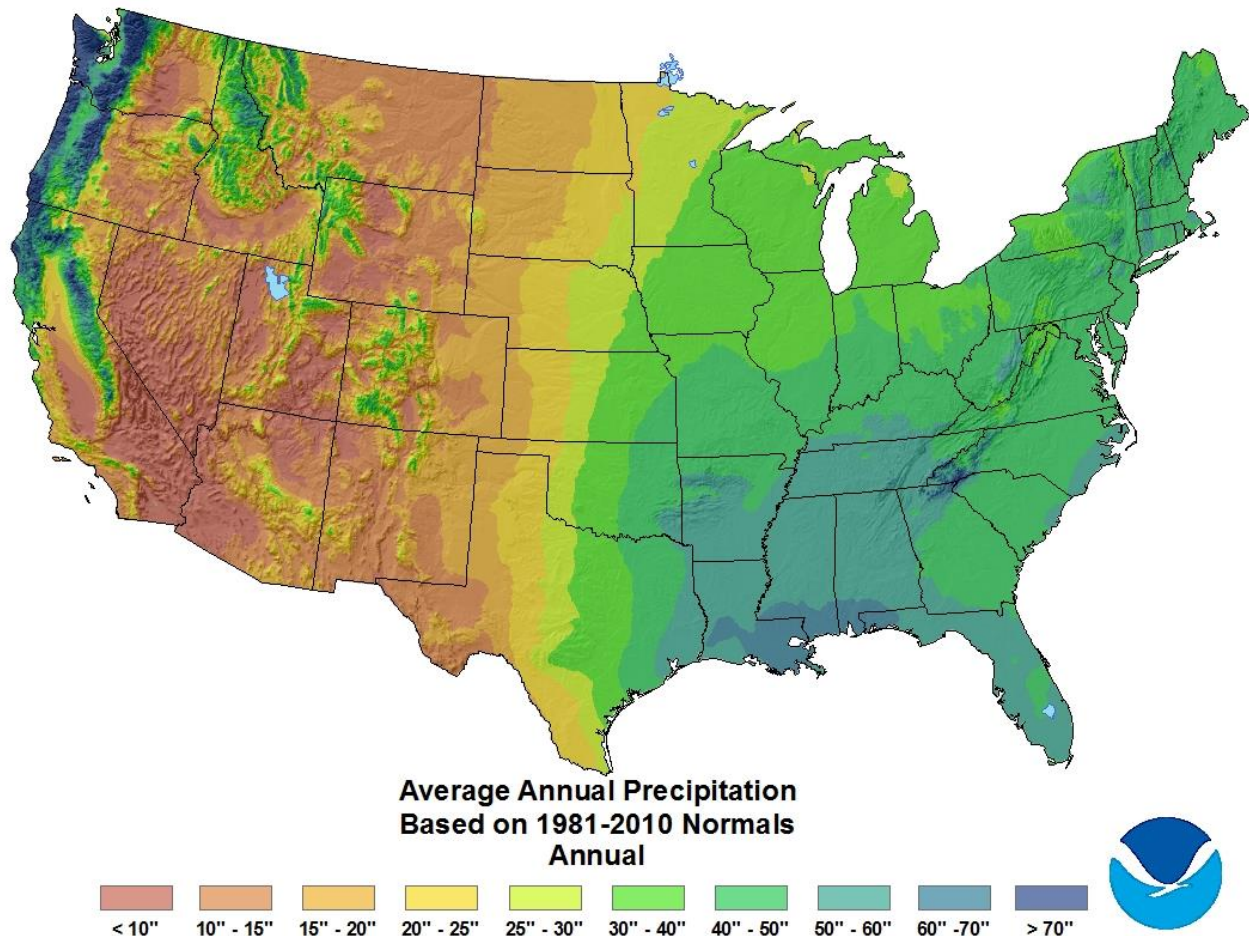 Average Annual Precipitation
Based on 1981-2010 Normals
Annual
< 10" 10" - 15" 15" - 20" 20" - 25" 25" - 30" 30" - 40" 40" - 50" 50" - 60" 60" -70" > 70"